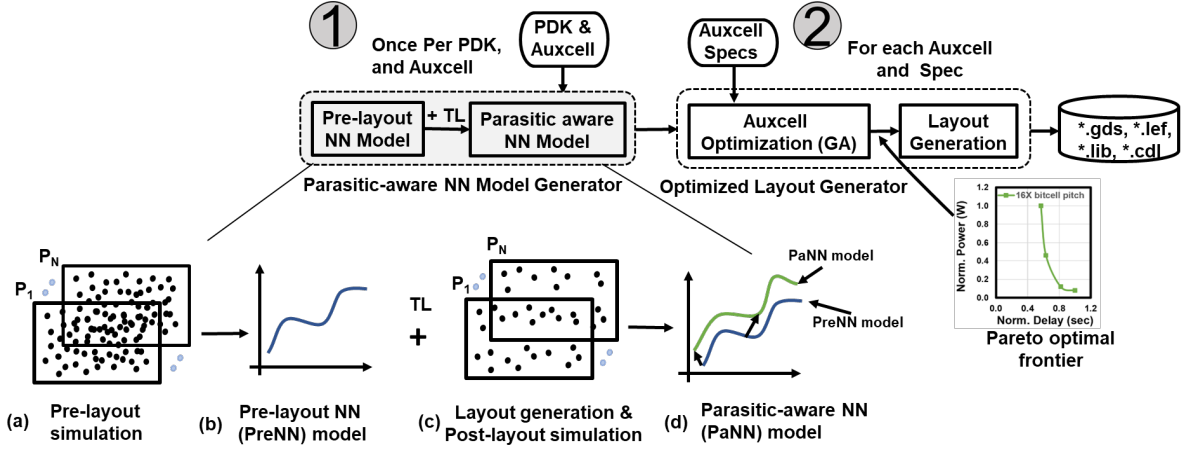 1
Once Per PDK,
and Auxcell
PDK &
Auxcell
Auxcell
Specs
2
For each Auxcell
and Spec
Pre-layout
NN Model
+ TL
Parasitic aware
NN Model
Auxcell
Optimization (GA)
Layout
Generation
*.gds, *.lef,
*.lib, *.cdl
Parasitic-aware NN Model Generator
Optimized Layout Generator
Norm. Power (W)
1.2
1.0
0.8
0.6
0.4
0.2
0.0
16X bitcell pitch
0.0 0.4 0.8 1.2
Norm. Delay (sec)
Pareto optimal
frontier
PN
P1
TL
+
PN
P1
PaNN model
PreNN model
(a) Pre-layout
simulation
(b) Pre-layout NN
(PreNN) model
(c) Layout generation &
Post-layout simulation
(d) Parasitic-aware NN
(PaNN) model